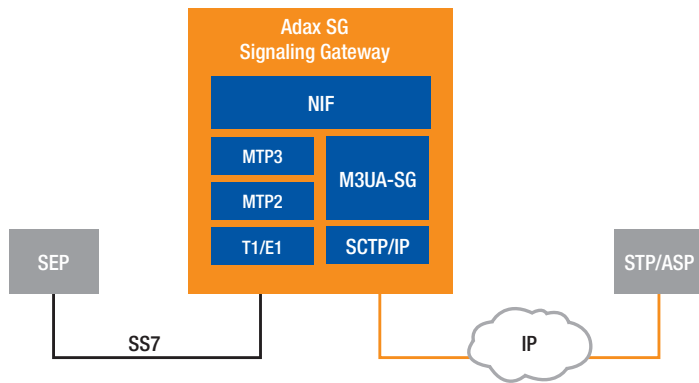 Adax SG
Signaling Gateway
NIF
MTP3
M3UA-SG
MTP2
T1/E1
SCTP/IP
SEP
STP/ASP
SS7
IP